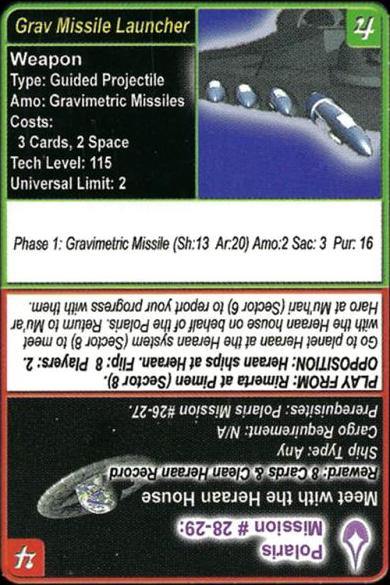 Grav Missile Launcher
4
Weapon
Type: Guided Projectile
Amo: Gravimetric Missiles
Costs:
3 Cards, 2 Space
Tech Level: 115
Universal Limit: 2
Phase 1: Gravimetric Missile (Sh:13 Ar:20) Amo:2 Sac: 3 Pur: 16
4
Polaris
Mission # 28-29:
Meet with the Heraan House
Reward: 8 Cards & Clean Heraan Record
Ship Type: Any
Cargo Requirement: N/A
Prerequisites: Polaris Mission #26-27.
PLAY FROM: Rimerta at Pimen (Sector 8).
OPPOSITION: Heraan ships at Heraan. Flip: 8 Players: 2.
Go to planet Heraan at the Heraan system (Sector 8) to meet
with the Heraan house on behalf of the Polaris. Return to Mu'ar
Haro at Mu'hari (Sector 6) to report your progress with them.